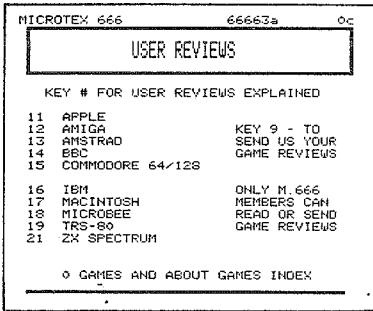 MICROTEX 666 66663a 0c
USER REVIEWS
KEY # FOR USER REVIEWS EXPLAINED
11 APPLE
12 AMIGA KEY 9 - TO
13 AMSTRAD SEND US YOUR
14 BBC GAME REVIEWS
15 COMMODORE 64/128
16 IBM ONLY M.666
17 MACINTOSH MEMBERS CAN
18 MICROBEE READ OR SEND
19 TRS-80 GAME REVIEWS
21 ZX SPECTRUM
0 GAMES AND ABOUT GAMES INDEX